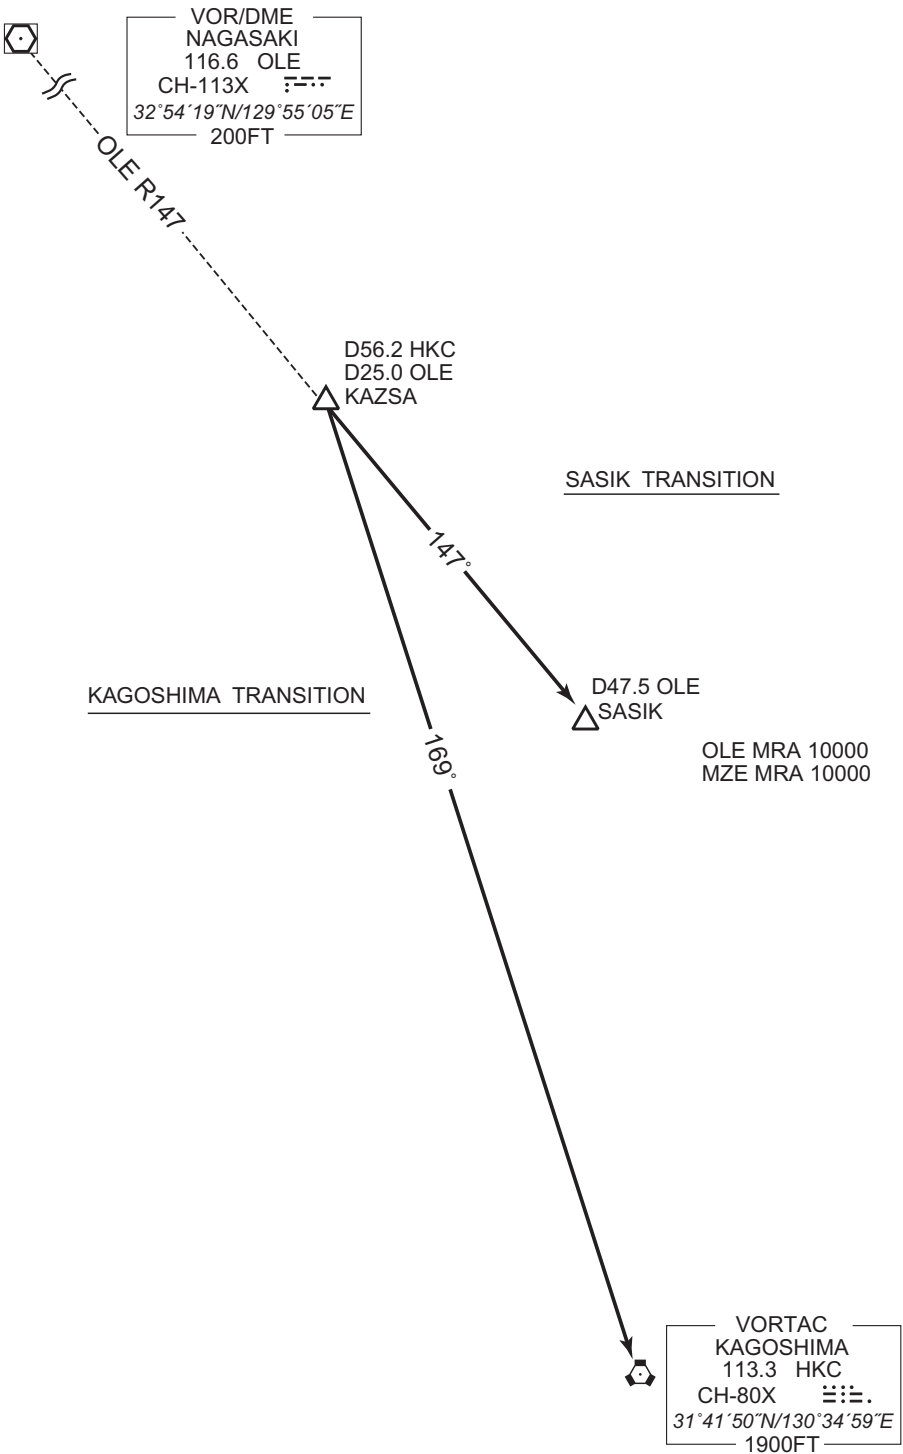 VOR/DME
NAGASAKI
116.6 OLE
CH-113X
32°54´19˝N/129°55´05˝E
200FT
OLE R147
D56.2 HKC
D25.0 OLE
KAZSA
SASIK TRANSITION
147°
KAGOSHIMA TRANSITION
D47.5 OLE
SASIK
169°
OLE MRA 10000
MZE MRA 10000
VORTAC
KAGOSHIMA
113.3 HKC
CH-80X
31°41´50˝N/130°34´59˝E
1900FT